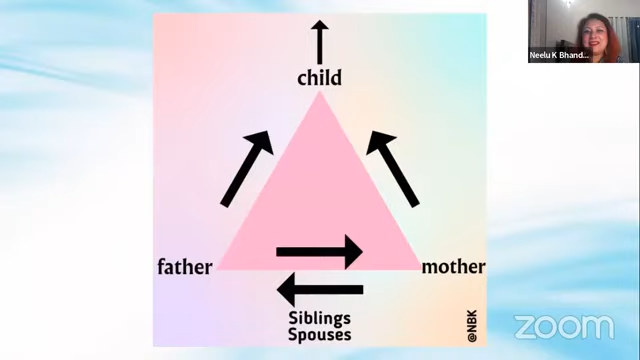 child
Neelu K Bhand...
father
mother
Siblings
Spouses
@NBK
zoom